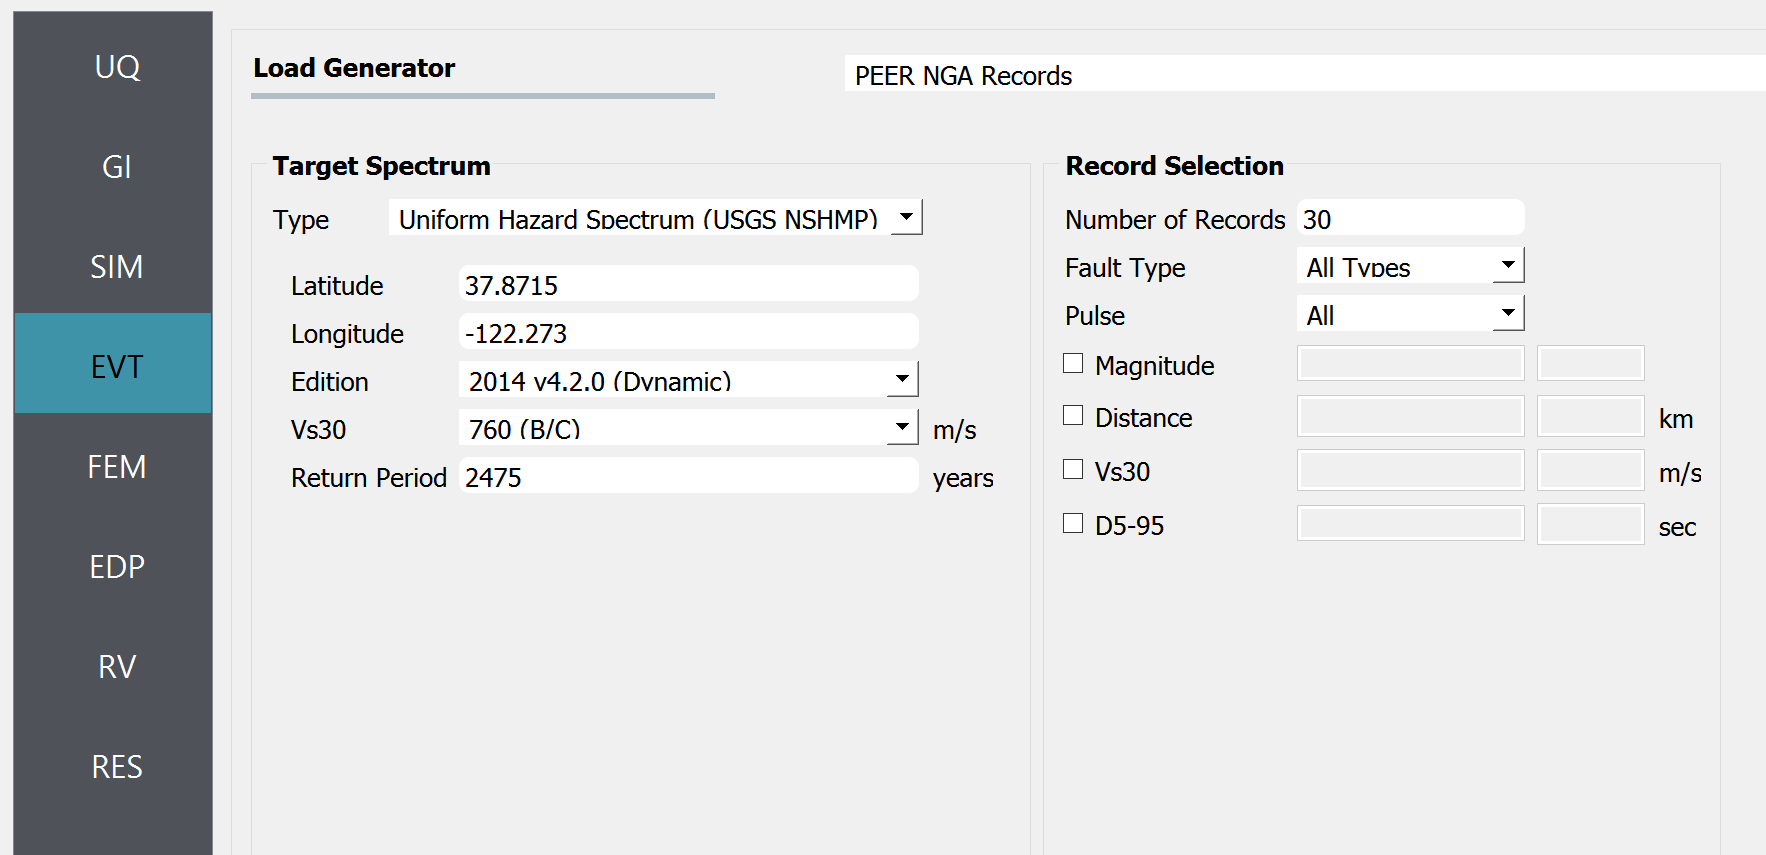 UQ
GI
SIM
EVT
FEM
EDP
RV
RES
Load Generator
PEER NGA Records
Target Spectrum
Type Uniform Hazard Spectrum (USGS NSHMP)
Latitude 37.8715
Longitude -122.273
Edition 2014 v4.2.0 (Dynamic)
Vs30 760 (B/C) m/s
Return Period 2475 years
Record Selection
Number of Records 30
Fault Type All Types
Pulse All
Magnitude
Distance km
Vs30 m/s
D5-95 sec